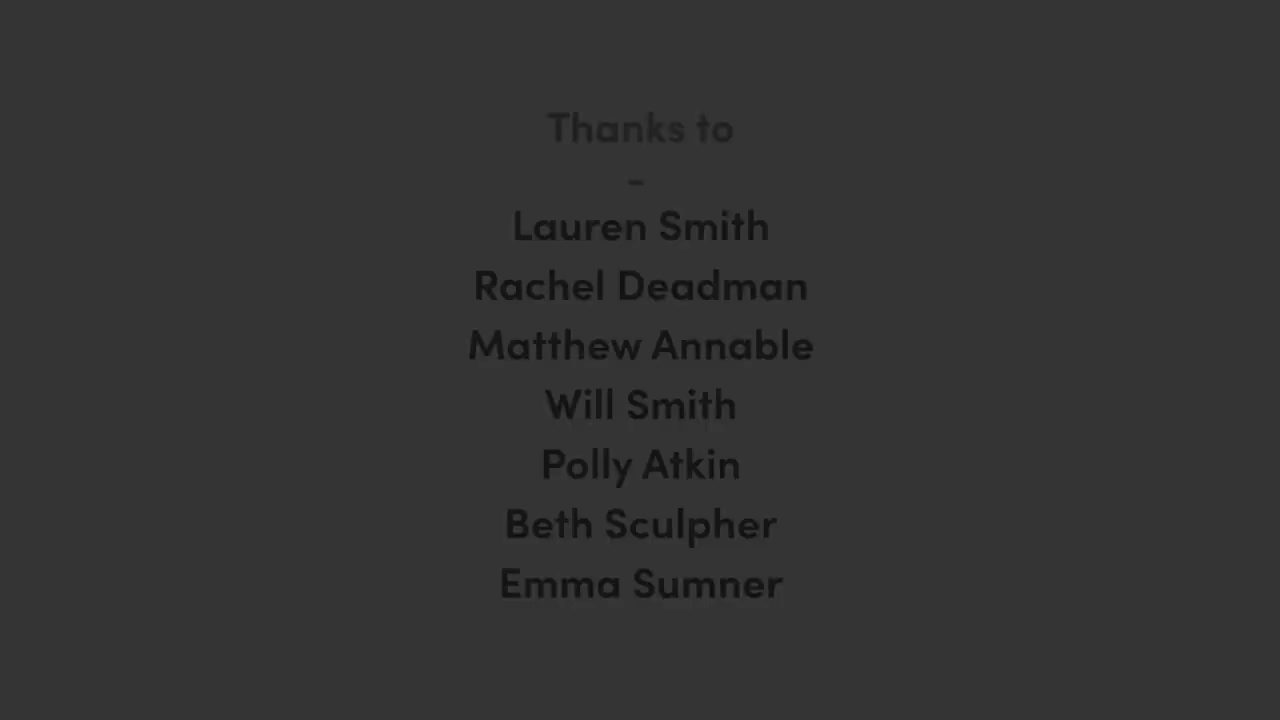 Thanks to
-
Lauren Smith
Rachel Deadman
Matthew Annable
Will Smith
Polly Atkin
Beth Sculpher
Emma Sumner